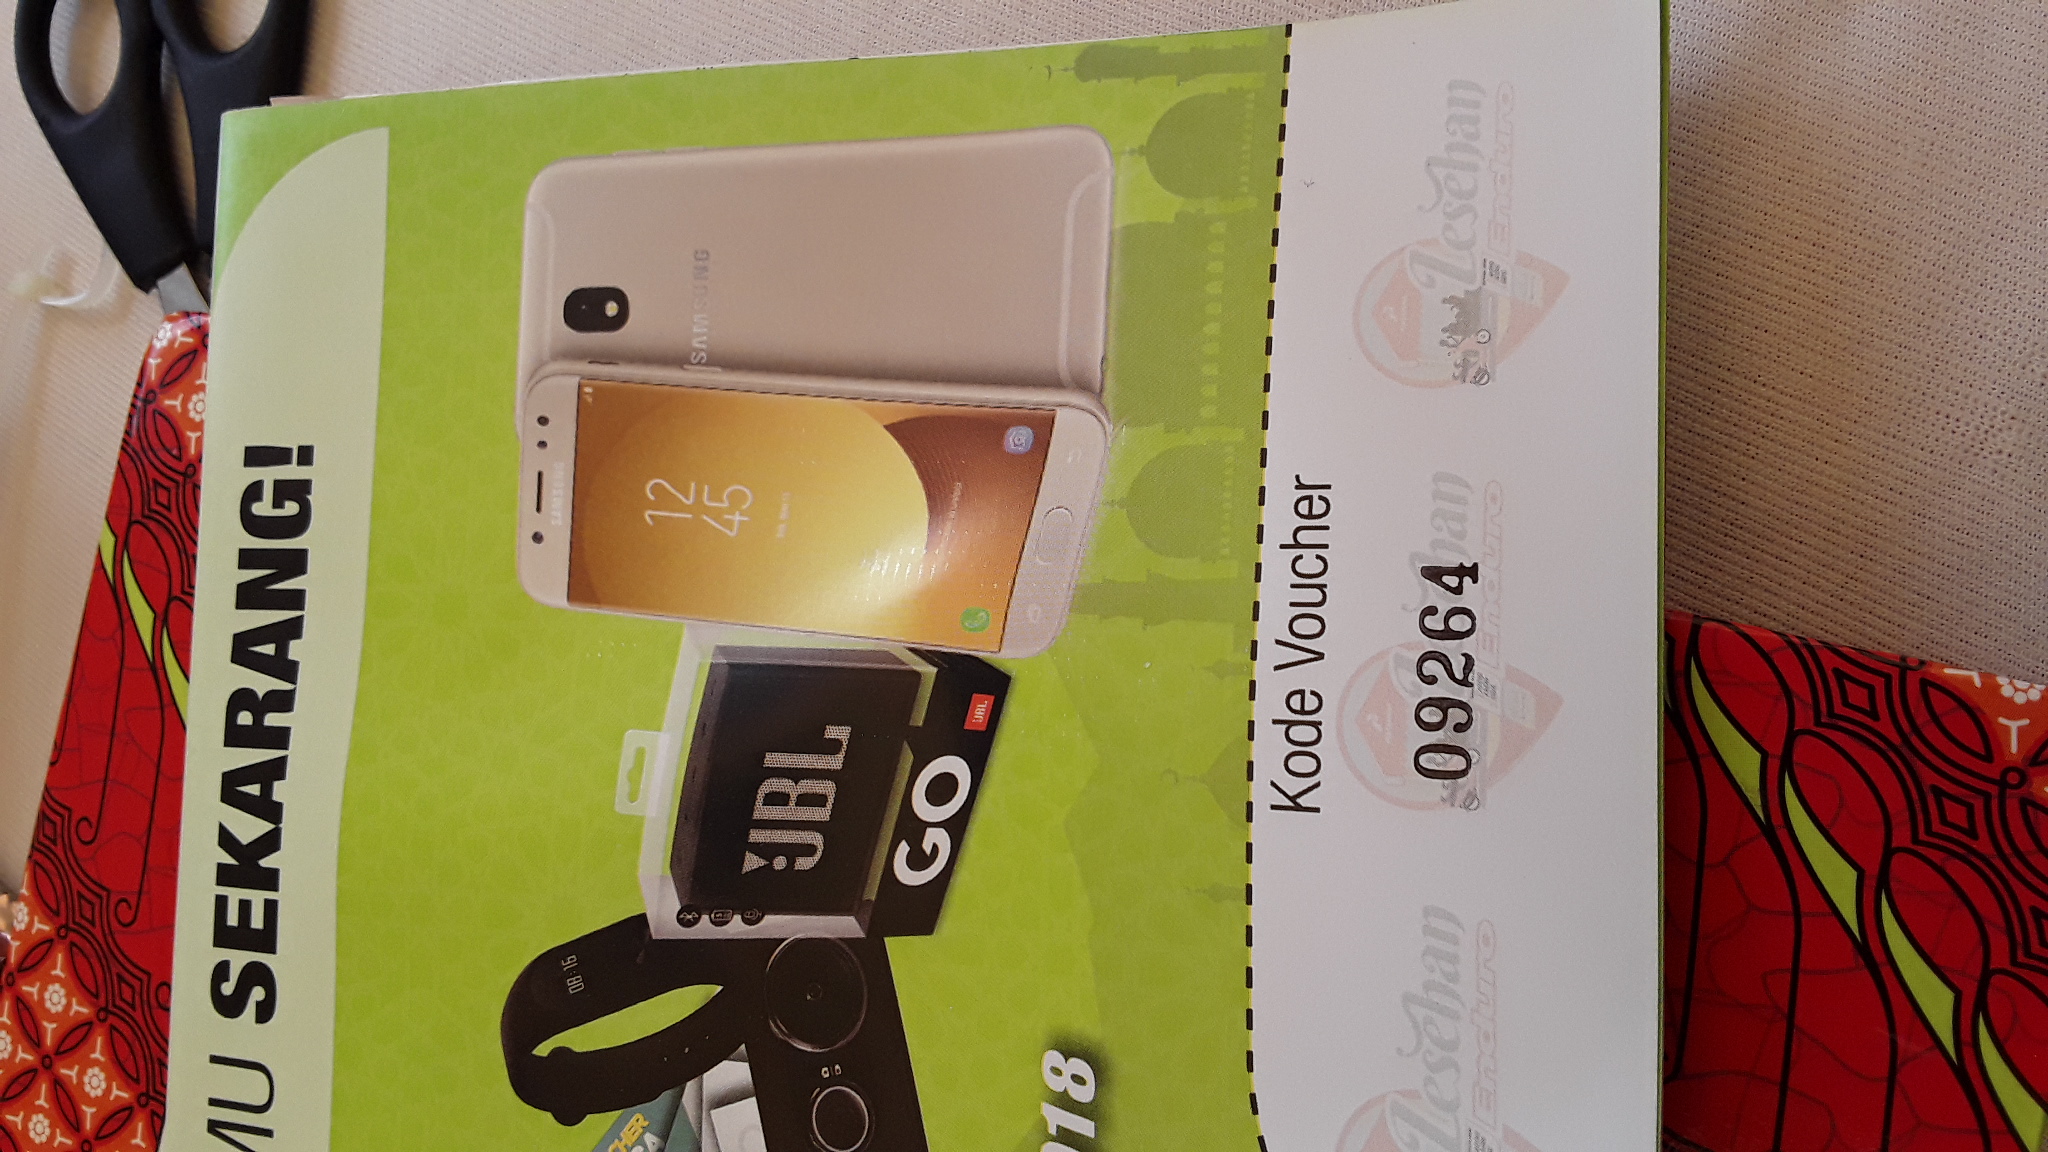 MU SEKARANG!
08:15
CHER
SAMSUNG
12
45
SAMSUNG
JBL
GO
JBL
018
Kode Voucher
09264
Lesehan
Enduro
Lesehan
Enduro
Lesehan
Enduro